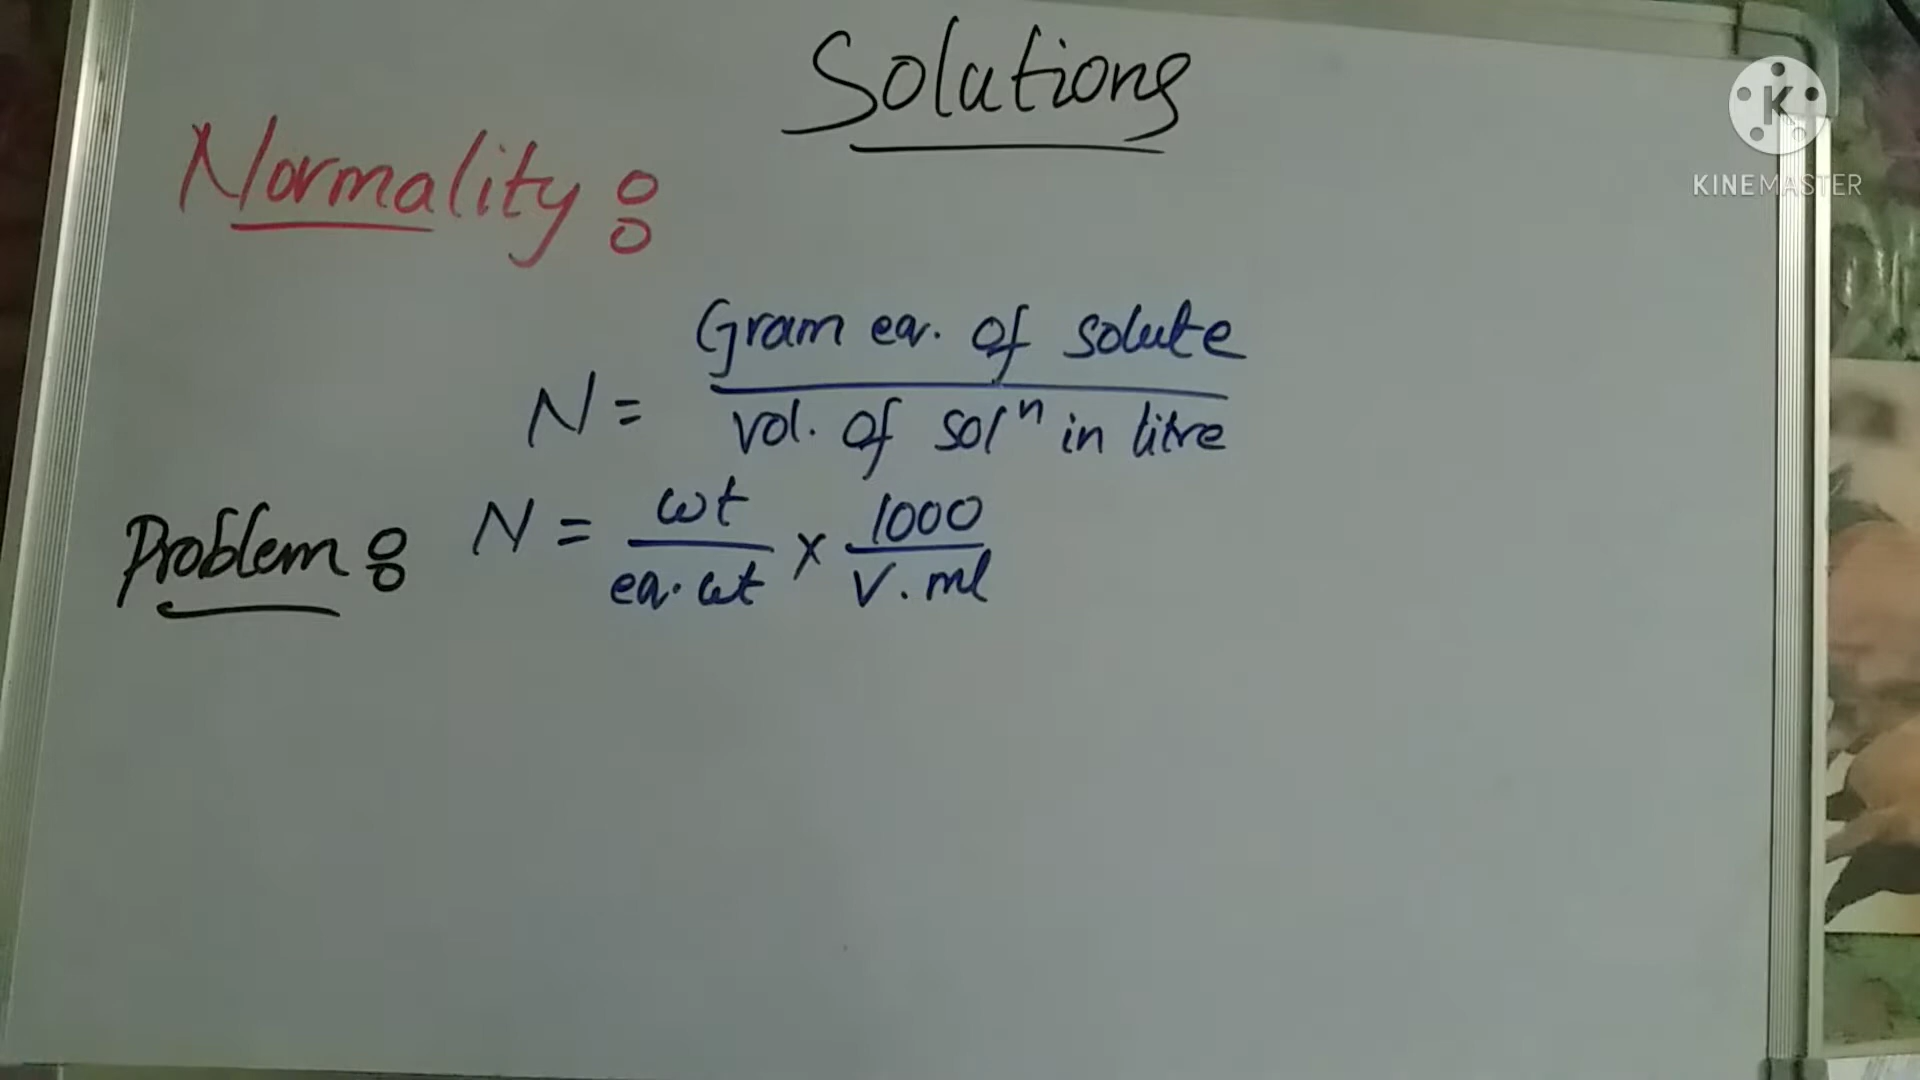 Solutions
Normality :
N = Gram eq. of solute / vol. of solⁿ in litre
Problem : N = wt / eq. wt x 1000 / V. ml
K
KINEMASTER